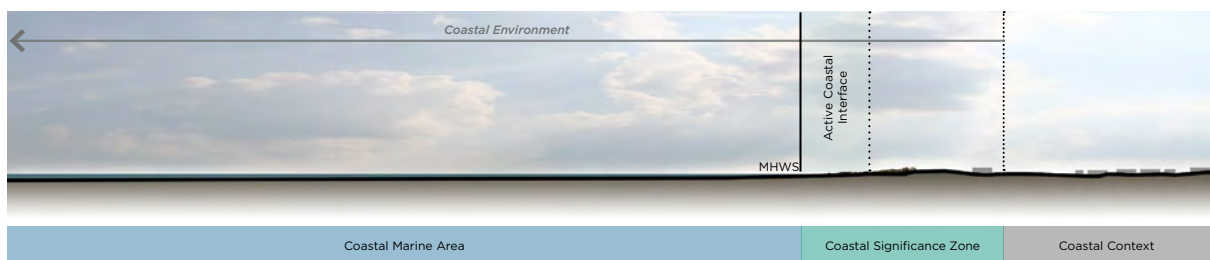 Coastal Environment
Active Coastal
Interface
MHWS
Coastal Marine Area
Coastal Significance Zone
Coastal Context